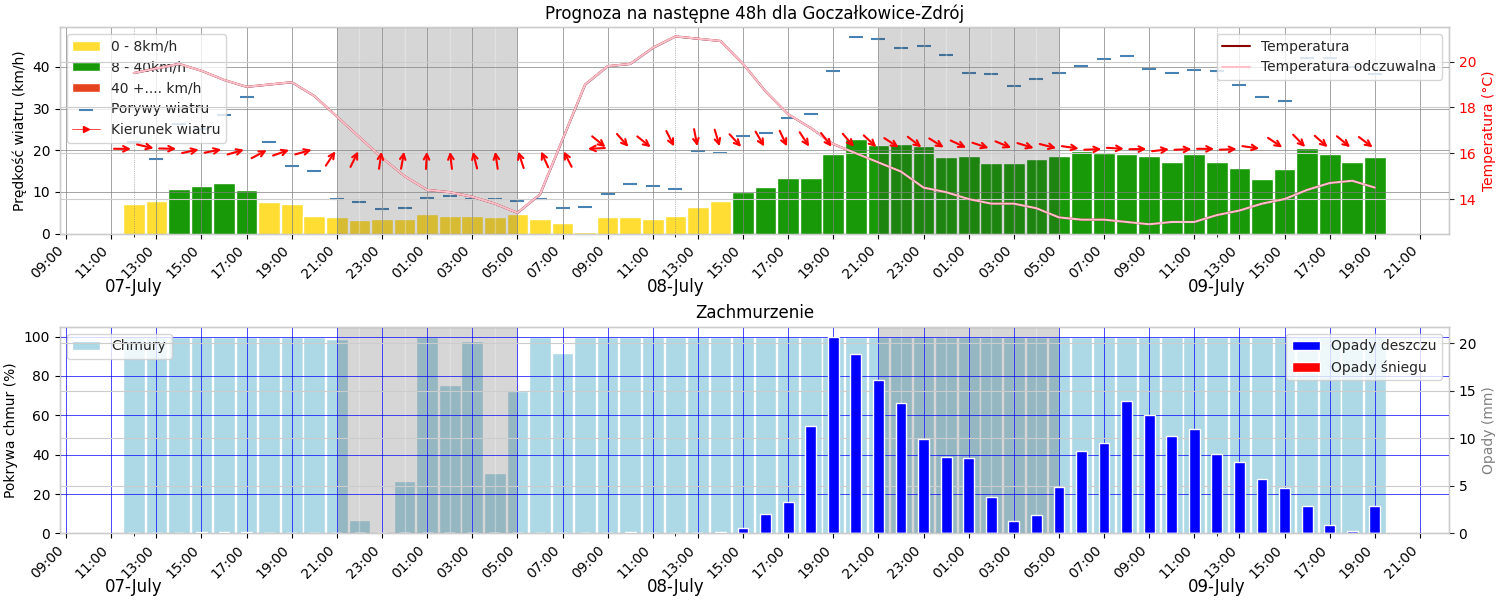 Prognoza na następne 48h dla Goczałkowice-Zdrój
0 - 8km/h
8 - 40km/h
40 +.... km/h
Porywy wiatru
Kierunek wiatru
Temperatura
Temperatura odczuwalna
Prędkość wiatru (km/h)
40
30
20
10
0
20
18
16
14
Temperatura (°C)
09:00 11:00 13:00 15:00 17:00 19:00 21:00 23:00 01:00 03:00 05:00 07:00 09:00 11:00 13:00 15:00 17:00 19:00 21:00 23:00 01:00 03:00 05:00 07:00 09:00 11:00 13:00 15:00 17:00 19:00 21:00
07-July 08-July 09-July
Zachmurzenie
Chmury
Opady deszczu
Opady śniegu
Pokrywa chmur (%)
100
80
60
40
20
0
20
15
10
5
0
Opady (mm)
09:00 11:00 13:00 15:00 17:00 19:00 21:00 23:00 01:00 03:00 05:00 07:00 09:00 11:00 13:00 15:00 17:00 19:00 21:00 23:00 01:00 03:00 05:00 07:00 09:00 11:00 13:00 15:00 17:00 19:00 21:00
07-July 08-July 09-July